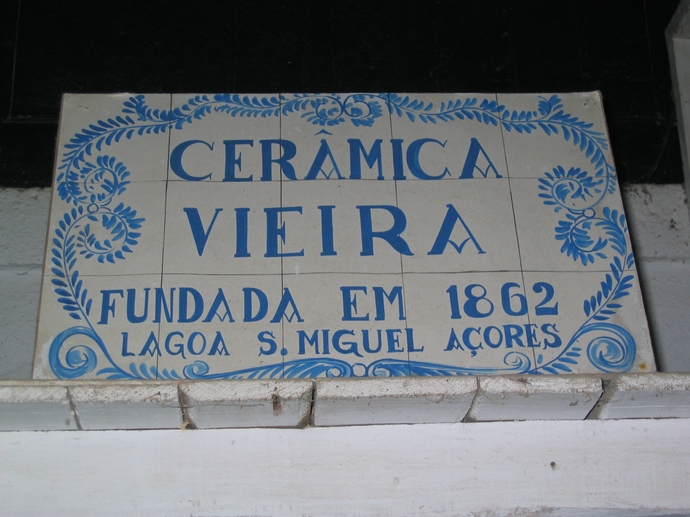 CERÂMICA
VIEIRA
FUNDADA EM 1862
LAGOA S. MIGUEL AÇORES